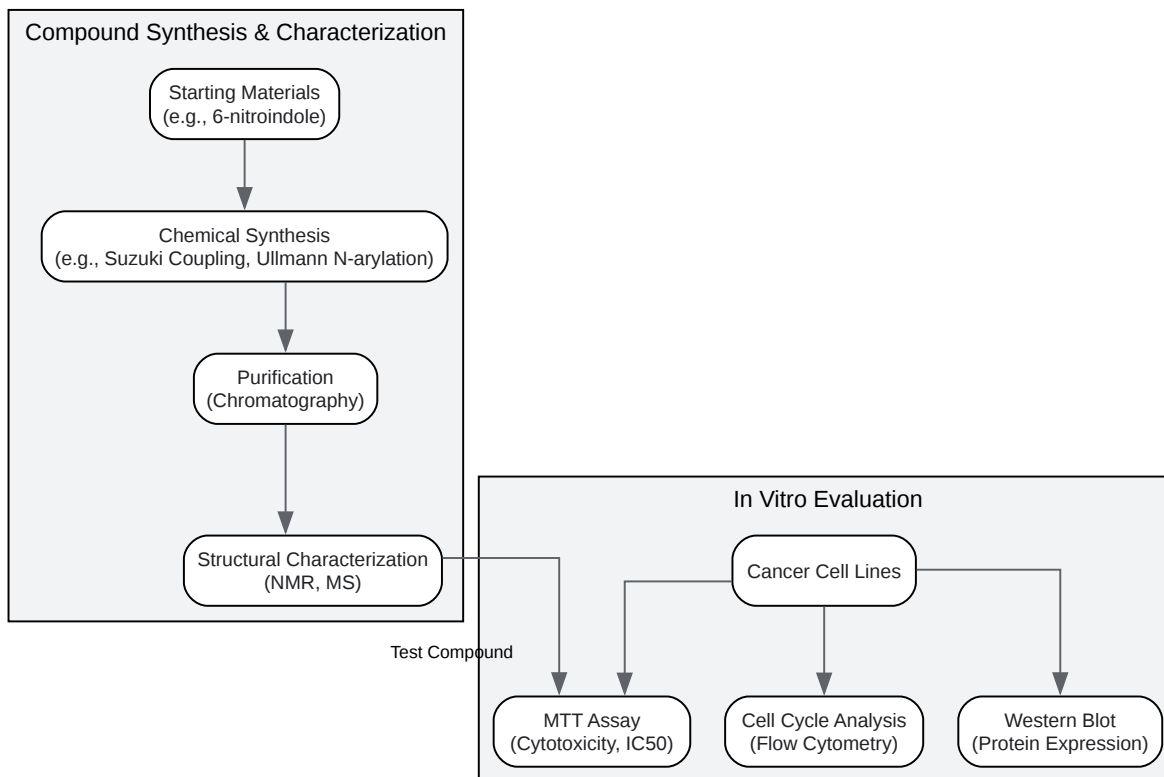 Compound Synthesis & Characterization
Starting Materials
(e.g., 6-nitroindole)
Chemical Synthesis
(e.g., Suzuki Coupling, Ullmann N-arylation)
Purification
(Chromatography)
Structural Characterization
(NMR, MS)
Test Compound
In Vitro Evaluation
Cancer Cell Lines
MTT Assay
(Cytotoxicity, IC50)
Cell Cycle Analysis
(Flow Cytometry)
Western Blot
(Protein Expression)